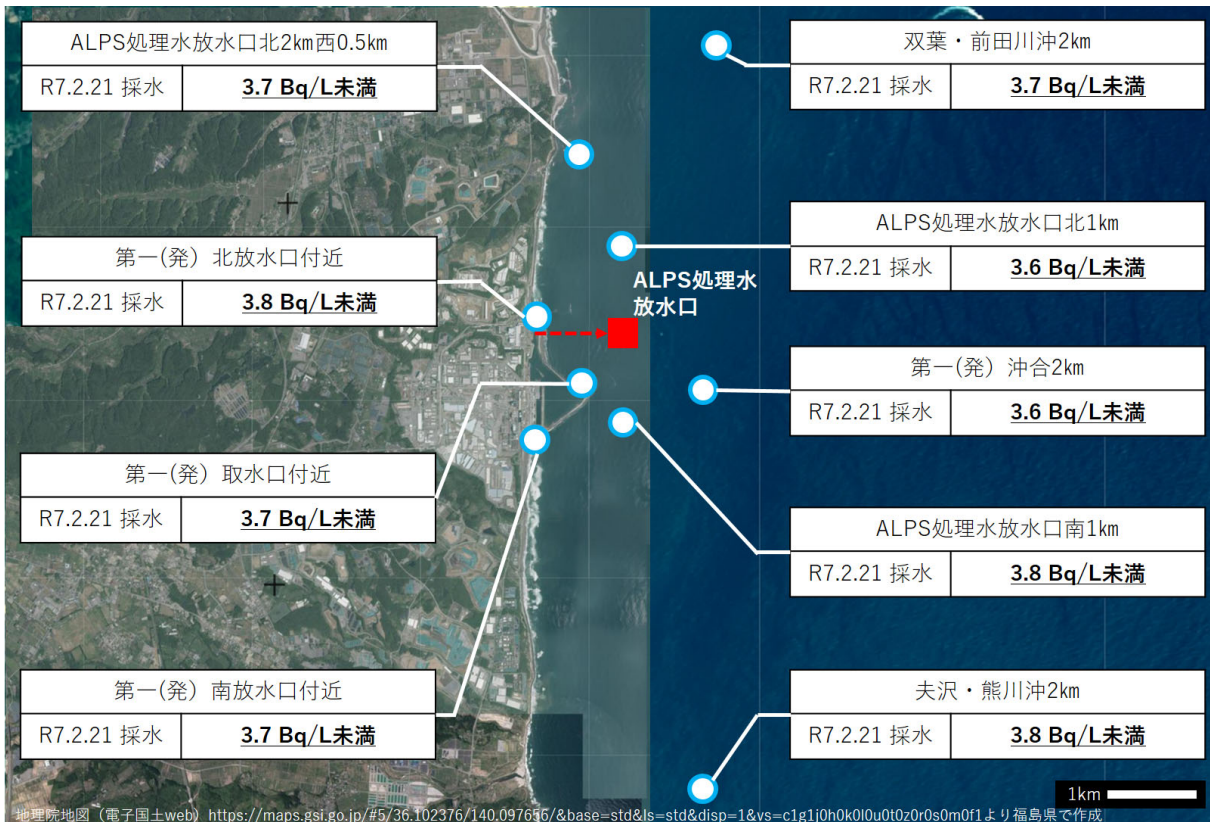 ALPS処理水放水口北2km西0.5km
R7.2.21 採水 3.7 Bq/L未満
双葉・前田川沖2km
R7.2.21 採水 3.7 Bq/L未満
ALPS処理水放水口北1km
R7.2.21 採水 3.6 Bq/L未満
第一(発) 北放水口付近
R7.2.21 採水 3.8 Bq/L未満
ALPS処理水
放水口
第一(発) 沖合2km
R7.2.21 採水 3.6 Bq/L未満
第一(発) 取水口付近
R7.2.21 採水 3.7 Bq/L未満
ALPS処理水放水口南1km
R7.2.21 採水 3.8 Bq/L未満
第一(発) 南放水口付近
R7.2.21 採水 3.7 Bq/L未満
夫沢・熊川沖2km
R7.2.21 採水 3.8 Bq/L未満
1km
地理院地図（電子国土web）https://maps.gsi.go.jp/#5/36.102376/140.097656/&base=std&ls=std&disp=1&vs=c1g1j0h0k0l0u0t0z0r0s0m0f1より福島県で作成